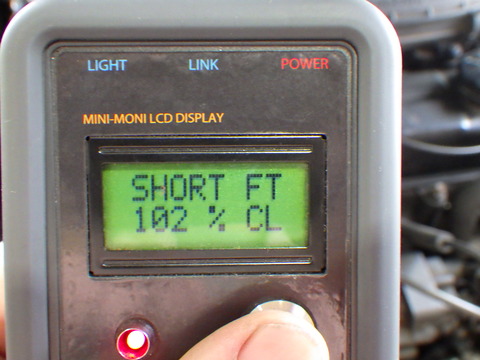 LIGHT LINK POWER
MINI-MONI LCD DISPLAY
SHORT FT
102 % CL